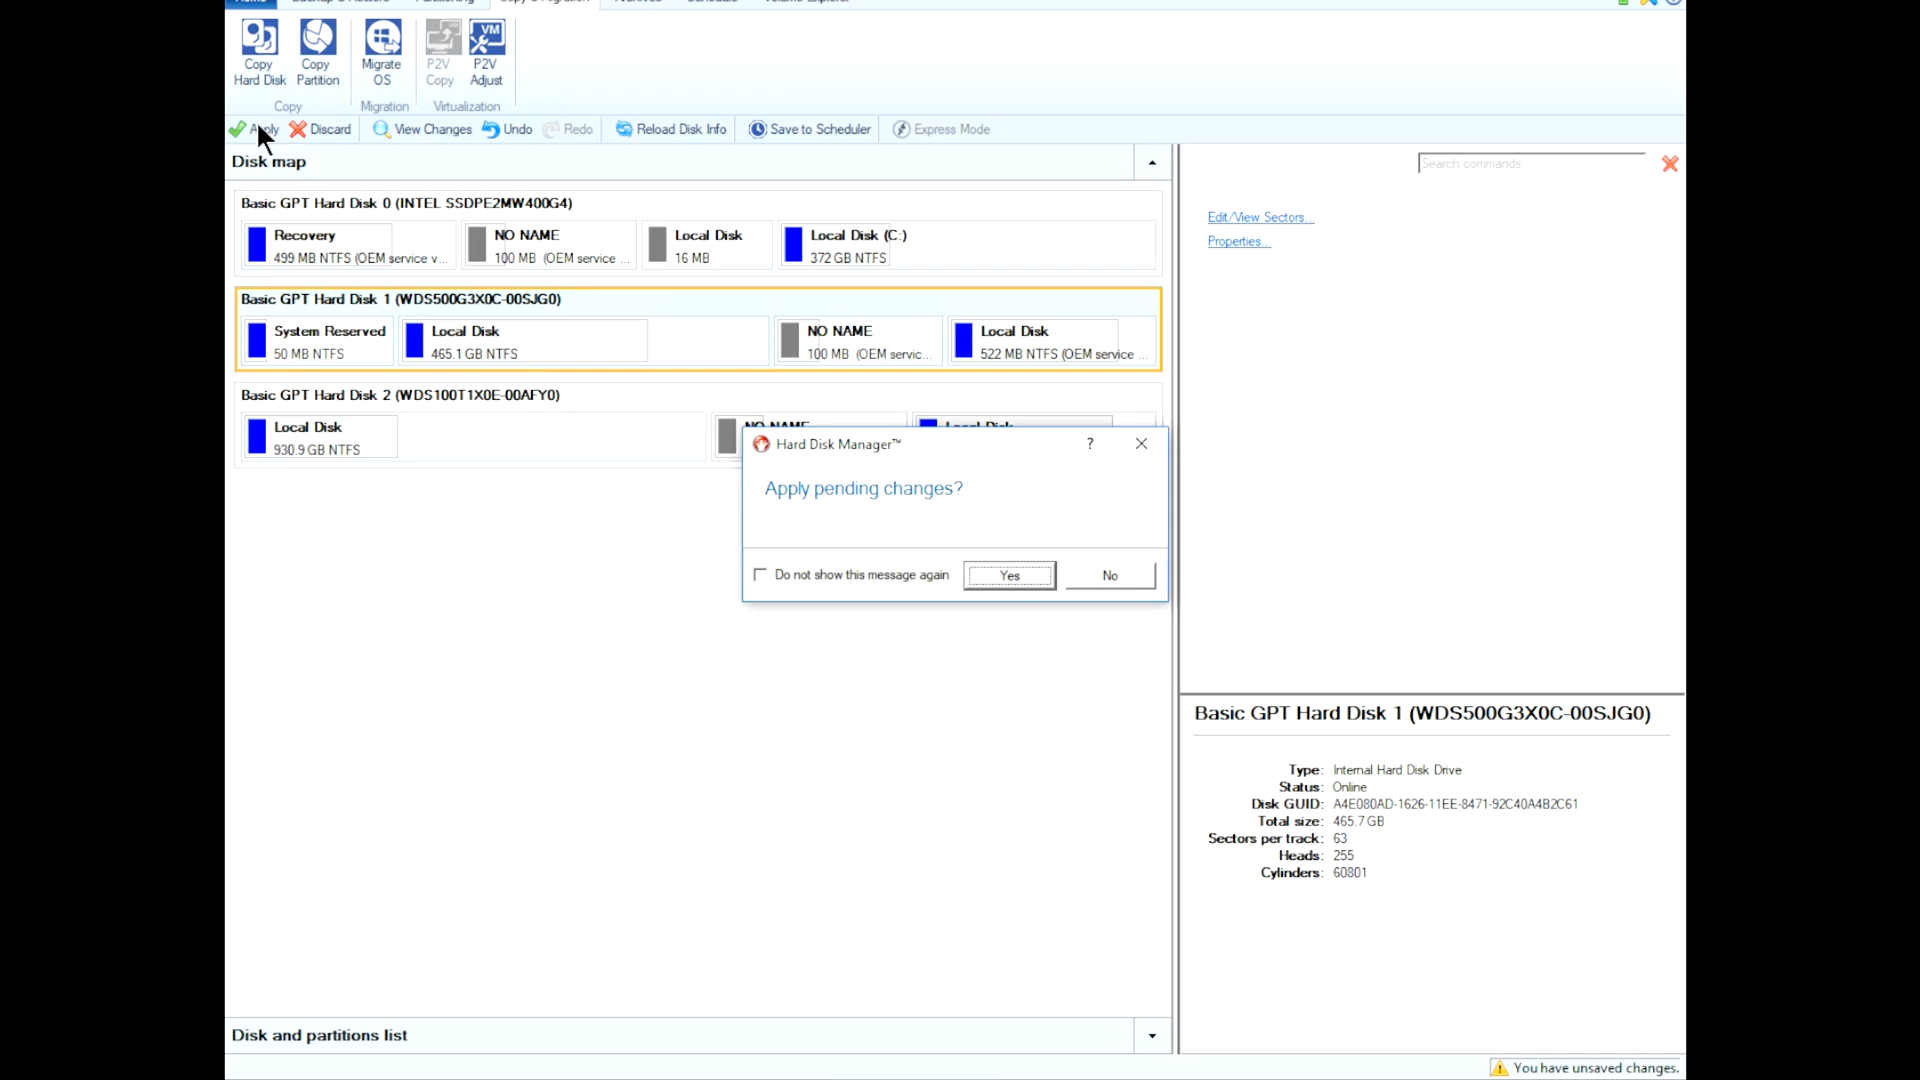 Home
Copy Hard Disk
Copy Partition
Migrate OS
P2V Copy
VM
P2V Adjust
Copy
Migration
Virtualization
Apply
Discard
View Changes
Undo
Redo
Reload Disk Info
Save to Scheduler
Express Mode
Disk map
Search commands
Basic GPT Hard Disk 0 (INTEL SSDPE2MW400G4)
Recovery
499 MB NTFS (OEM service v...
NO NAME
100 MB (OEM service ...
Local Disk
16 MB
Local Disk (C:)
372 GB NTFS
Edit/View Sectors...
Properties...
Basic GPT Hard Disk 1 (WDS500G3X0C-00SJG0)
System Reserved
50 MB NTFS
Local Disk
465.1 GB NTFS
NO NAME
100 MB (OEM servic...
Local Disk
522 MB NTFS (OEM service ...
Basic GPT Hard Disk 2 (WDS100T1X0E-00AFY0)
Local Disk
930.9 GB NTFS
NO NAME
Local Disk
Hard Disk Manager™
?
Apply pending changes?
Do not show this message again
Yes
No
Basic GPT Hard Disk 1 (WDS500G3X0C-00SJG0)
Type: Internal Hard Disk Drive
Status: Online
Disk GUID: A4E080AD-1626-11EE-8471-92C40A4B2C61
Total size: 465.7 GB
Sectors per track: 63
Heads: 255
Cylinders: 60801
Disk and partitions list
You have unsaved changes.